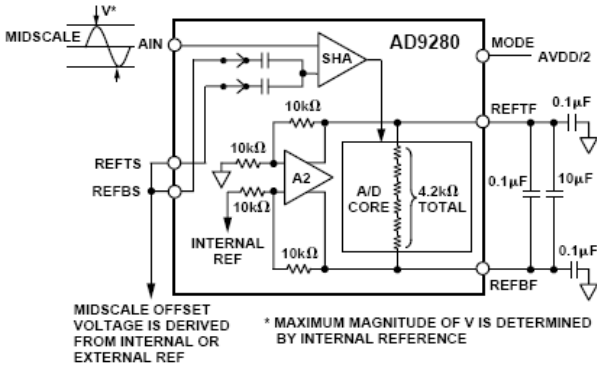 V*
MIDSCALE
AIN
SHA
AD9280
MODE
AVDD/2
10kΩ
REFTF
0.1µF
REFTS
10kΩ
REFBS
A2
10kΩ
A/D
CORE
4.2kΩ
TOTAL
0.1µF
10µF
INTERNAL
REF
10kΩ
0.1µF
REFBF
MIDSCALE OFFSET
VOLTAGE IS DERIVED
FROM INTERNAL OR
EXTERNAL REF
* MAXIMUM MAGNITUDE OF V IS DETERMINED
BY INTERNAL REFERENCE